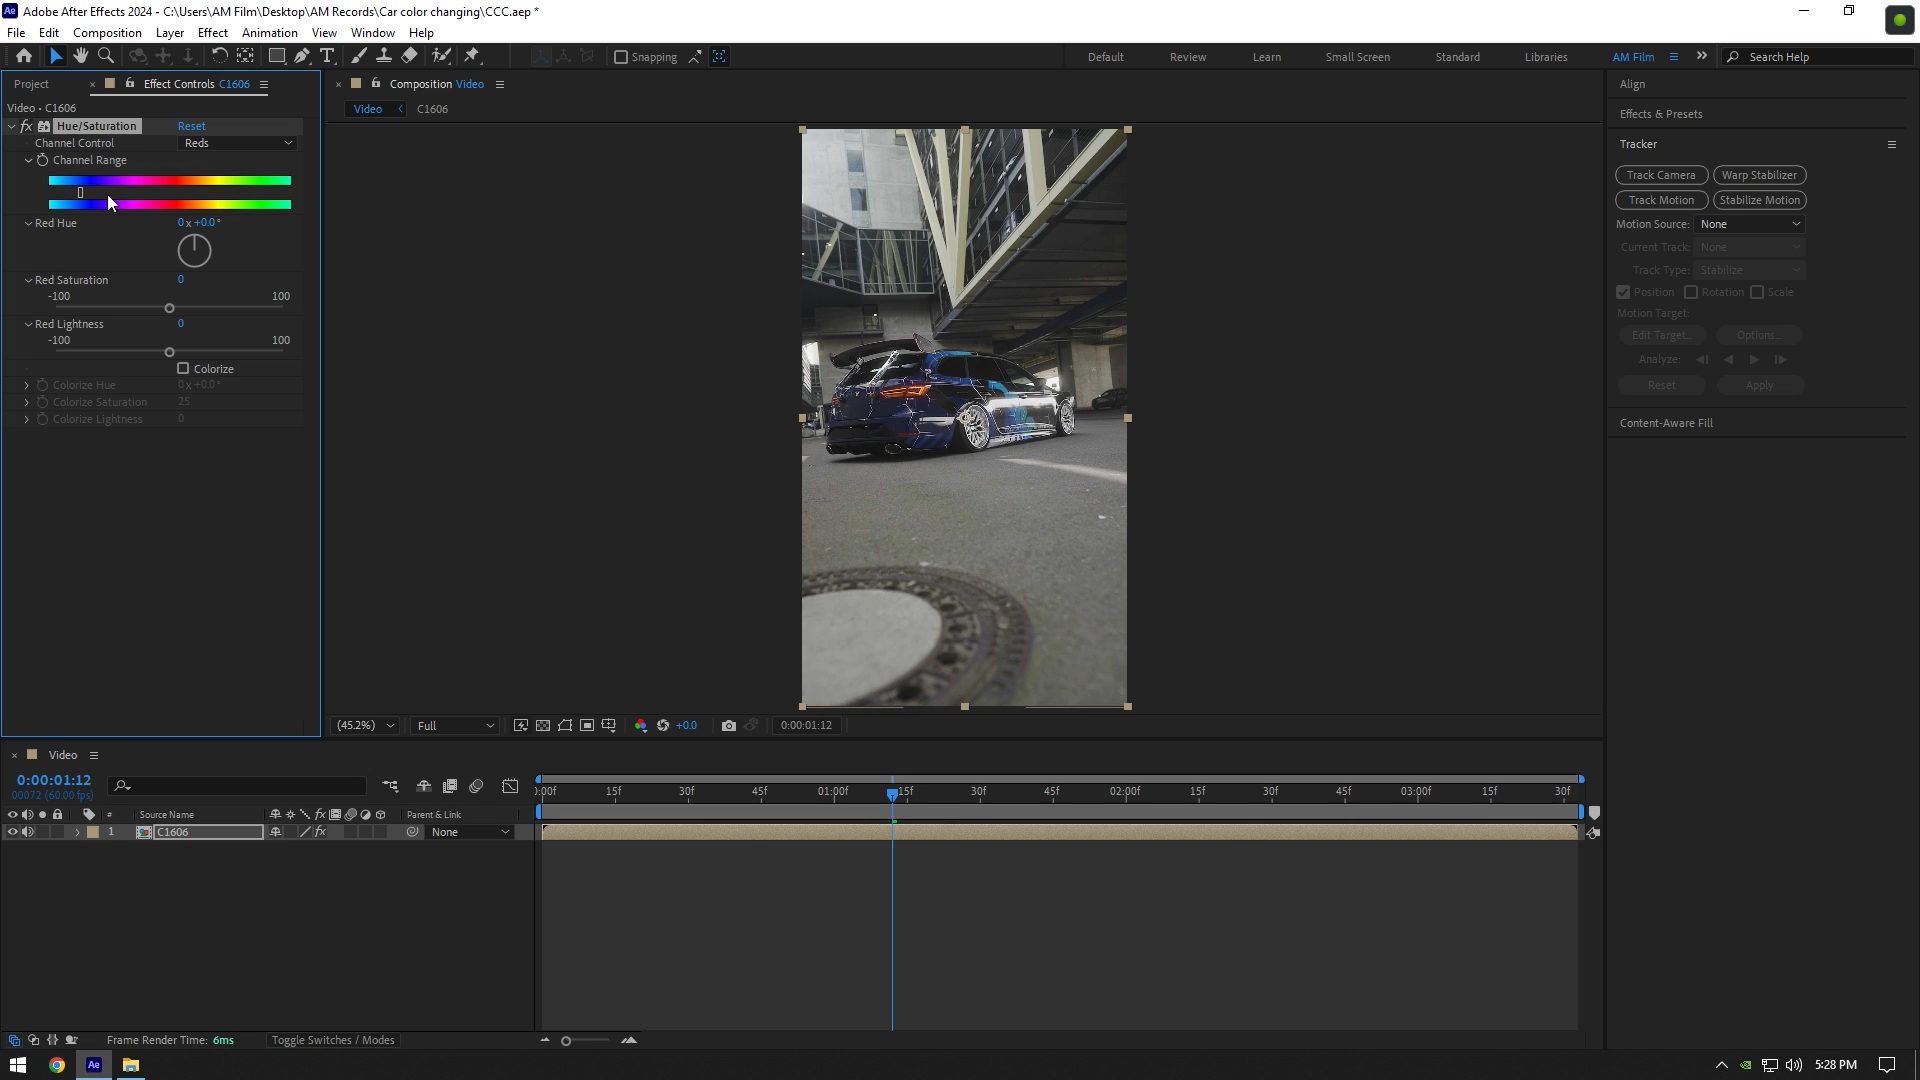 Adobe After Effects 2024 - C:\Users\AM Film\Desktop\AM Records\Car color changing\CCC.aep *
File Edit Composition Layer Effect Animation View Window Help
Snapping
Default Review Learn Small Screen Standard Libraries AM Film Search Help
Project Effect Controls C1606
Composition Video
Align
Video • C1606
Video C1606
Effects & Presets
fx Hue/Saturation Reset
Channel Control Reds
Channel Range
Red Hue 0 x +0.0 °
Red Saturation 0
-100 100
Red Lightness 0
-100 100
Colorize
Colorize Hue 0 x +0.0 °
Colorize Saturation 25
Colorize Lightness 0
Tracker
Track Camera Warp Stabilizer
Track Motion Stabilize Motion
Motion Source: None
Current Track: None
Track Type: Stabilize
Position Rotation Scale
Motion Target:
Edit Target... Options...
Analyze:
Reset Apply
Content-Aware Fill
(45.2%) Full +0.0 0:00:01:12
Video
0:00:01:12
00072 (60.00 fps)
:00f 15f 30f 45f 01:00f 15f 30f 45f 02:00f 15f 30f 45f 03:00f 15f 30f
# Source Name fx Parent & Link
1 C1606 fx None
Frame Render Time: 6ms Toggle Switches / Modes
Ae 5:28 PM